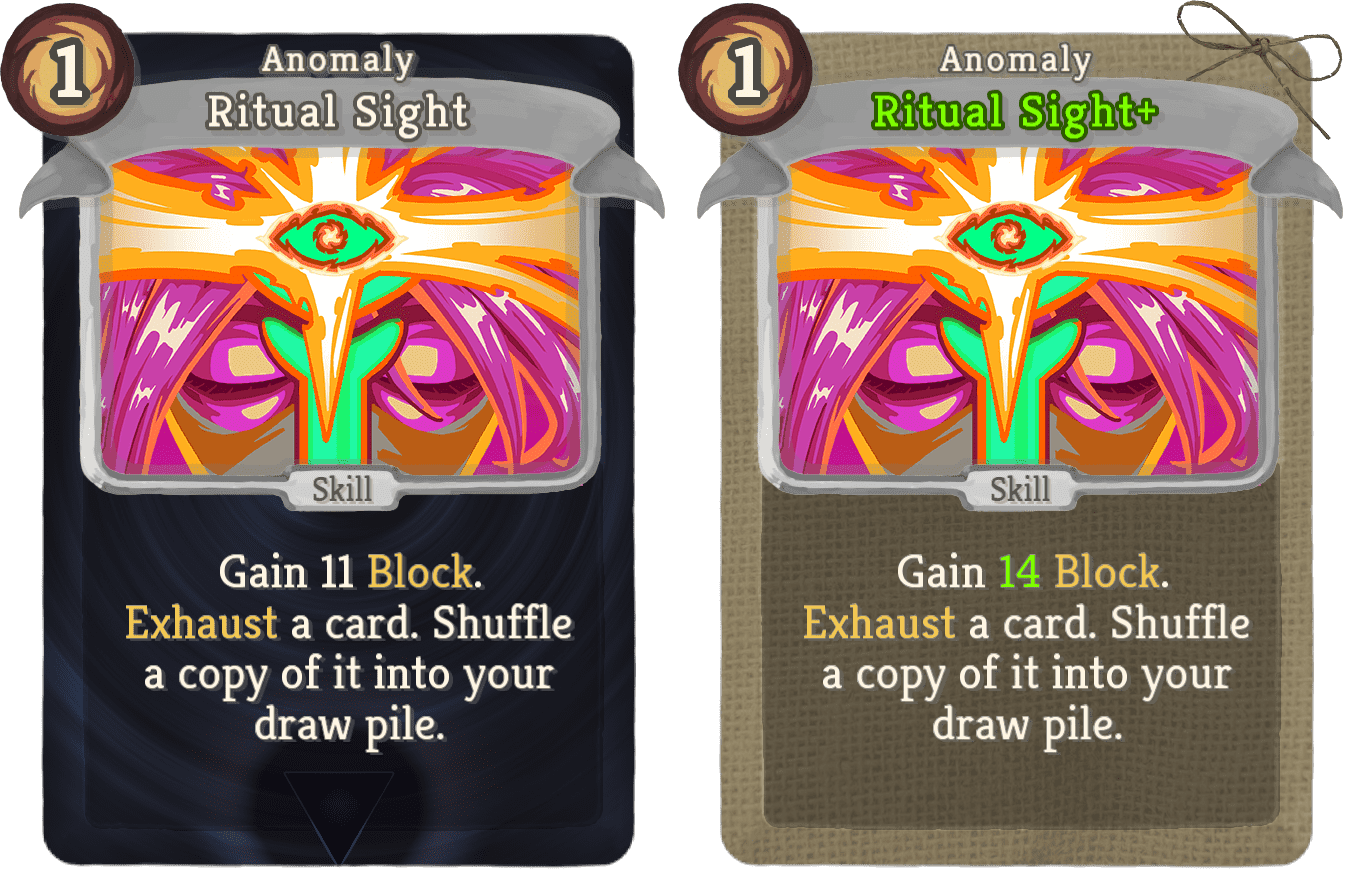 1
Anomaly
Ritual Sight
Skill
Gain 11 Block.
Exhaust a card. Shuffle
a copy of it into your
draw pile.
1
Anomaly
Ritual Sight+
Skill
Gain 14 Block.
Exhaust a card. Shuffle
a copy of it into your
draw pile.